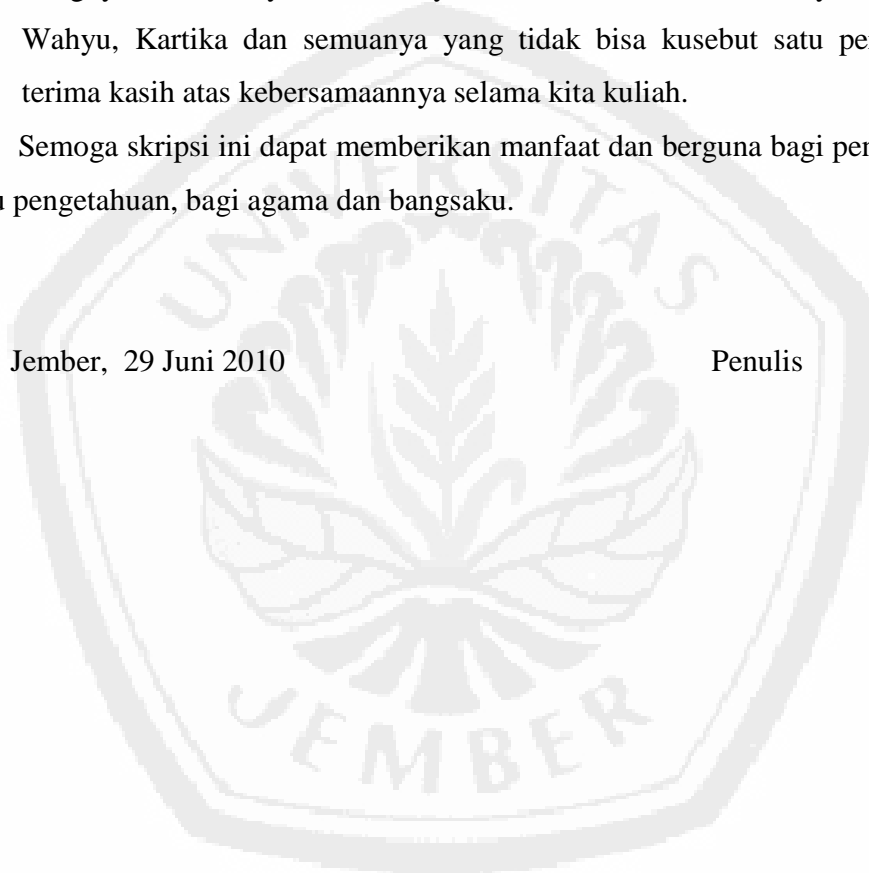 Wahyu, Kartika dan semuanya yang tidak bisa kusebut satu
terima kasih atas kebersamaannya selama kita kuliah.
Semoga skripsi ini dapat memberikan manfaat dan berguna bagi
pengetahuan, bagi agama dan bangsaku.
Jember, 29 Juni 2010 Penulis
UNIVERSITAS
JEMBER